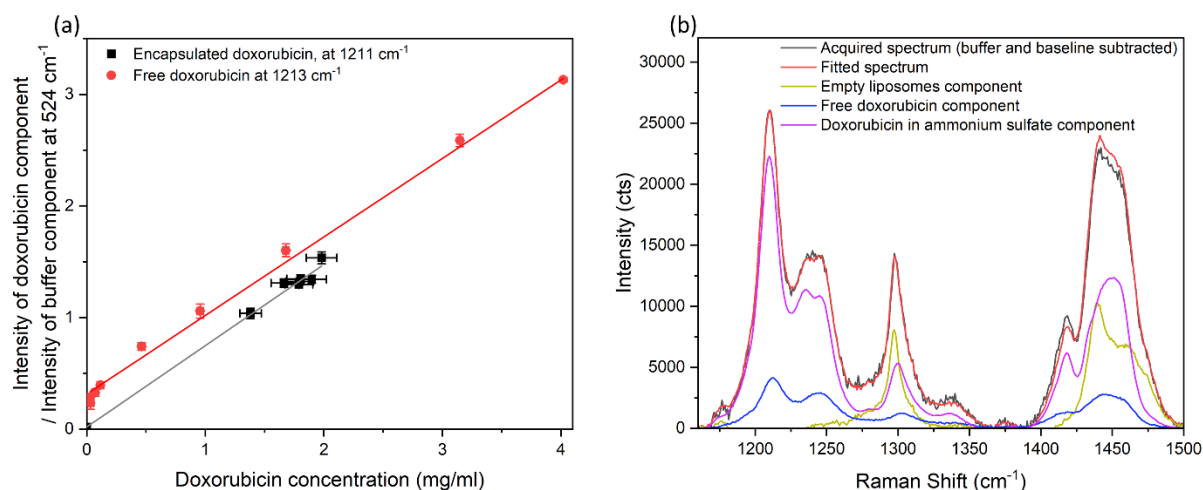 (a)
Encapsulated doxorubicin, at 1211 cm⁻¹
Free doxorubicin at 1213 cm⁻¹
Intensity of doxorubicin component
/ Intensity of buffer component at 524 cm⁻¹
3
2
1
0
0
1
2
3
4
Doxorubicin concentration (mg/ml)
(b)
Acquired spectrum (buffer and baseline subtracted)
Fitted spectrum
Empty liposomes component
Free doxorubicin component
Doxorubicin in ammonium sulfate component
Intensity (cts)
30000
25000
20000
15000
10000
5000
0
1200
1250
1300
1350
1400
1450
1500
Raman Shift (cm⁻¹)